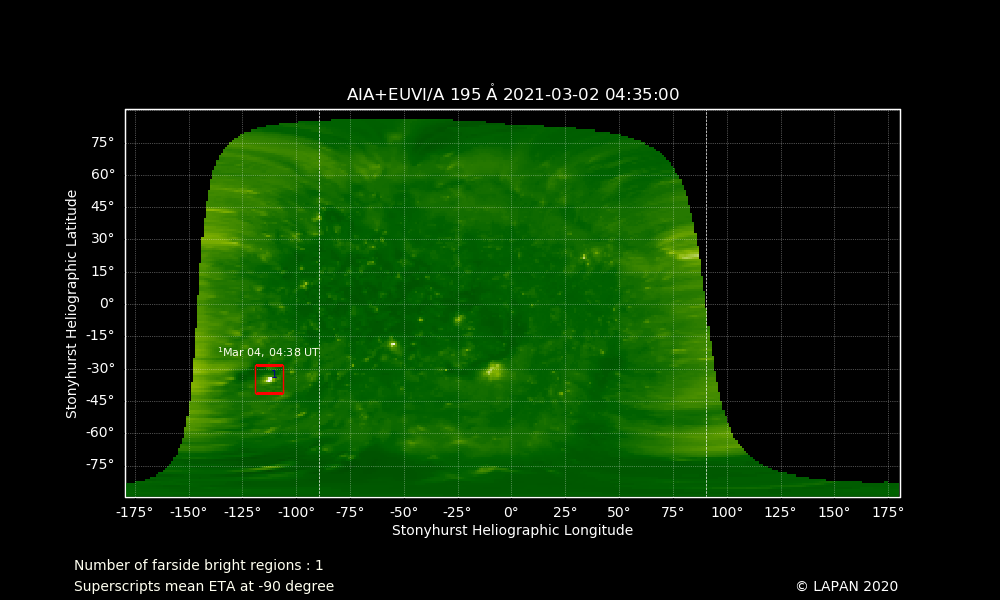 AIA+EUVI/A 195 Å 2021-03-02 04:35:00
Stonyhurst Heliographic Latitude
75°
60°
45°
30°
15°
0°
-15°
-30°
-45°
-60°
-75°
¹Mar 04, 04:38 UT
1
-175° -150° -125° -100° -75° -50° -25° 0° 25° 50° 75° 100° 125° 150° 175°
Stonyhurst Heliographic Longitude
Number of farside bright regions : 1
Superscripts mean ETA at -90 degree
© LAPAN 2020